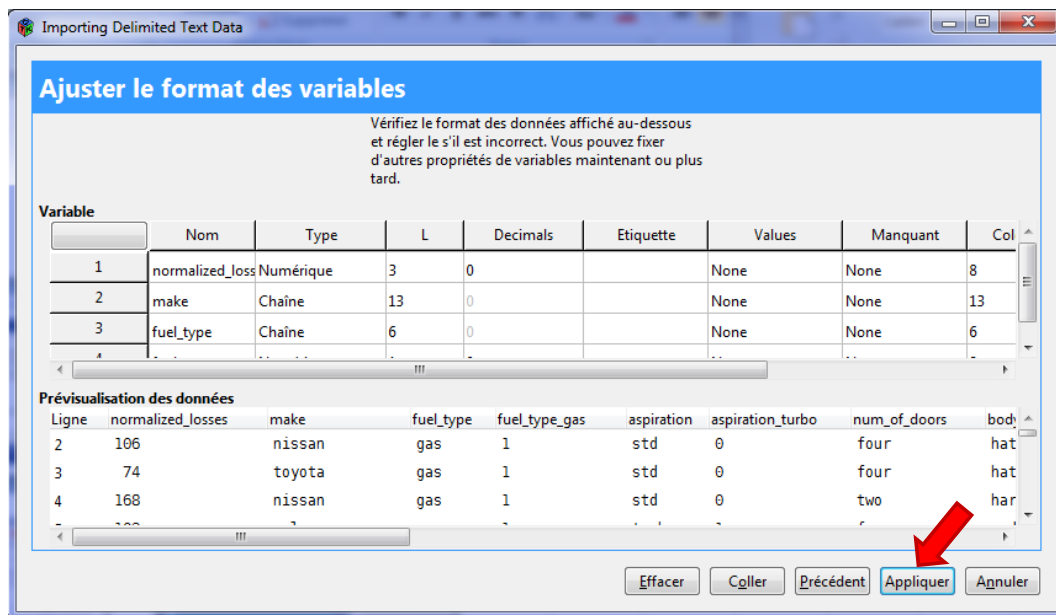 Importing Delimited Text Data
Ajuster le format des variables
Vérifiez le format des données affiché au-dessous
et régler le s'il est incorrect. Vous pouvez fixer
d'autres propriétés de variables maintenant ou plus
tard.
Variable
Nom Type L Decimals Etiquette Values Manquant Col
1 normalized_loss Numérique 3 0 None None 8
2 make Chaîne 13 0 None None 13
3 fuel_type Chaîne 6 0 None None 6
Prévisualisation des données
Ligne normalized_losses make fuel_type fuel_type_gas aspiration aspiration_turbo num_of_doors body
2 106 nissan gas 1 std 0 four hat
3 74 toyota gas 1 std 0 four hat
4 168 nissan gas 1 std 0 two har
Effacer Coller Précédent Appliquer Annuler